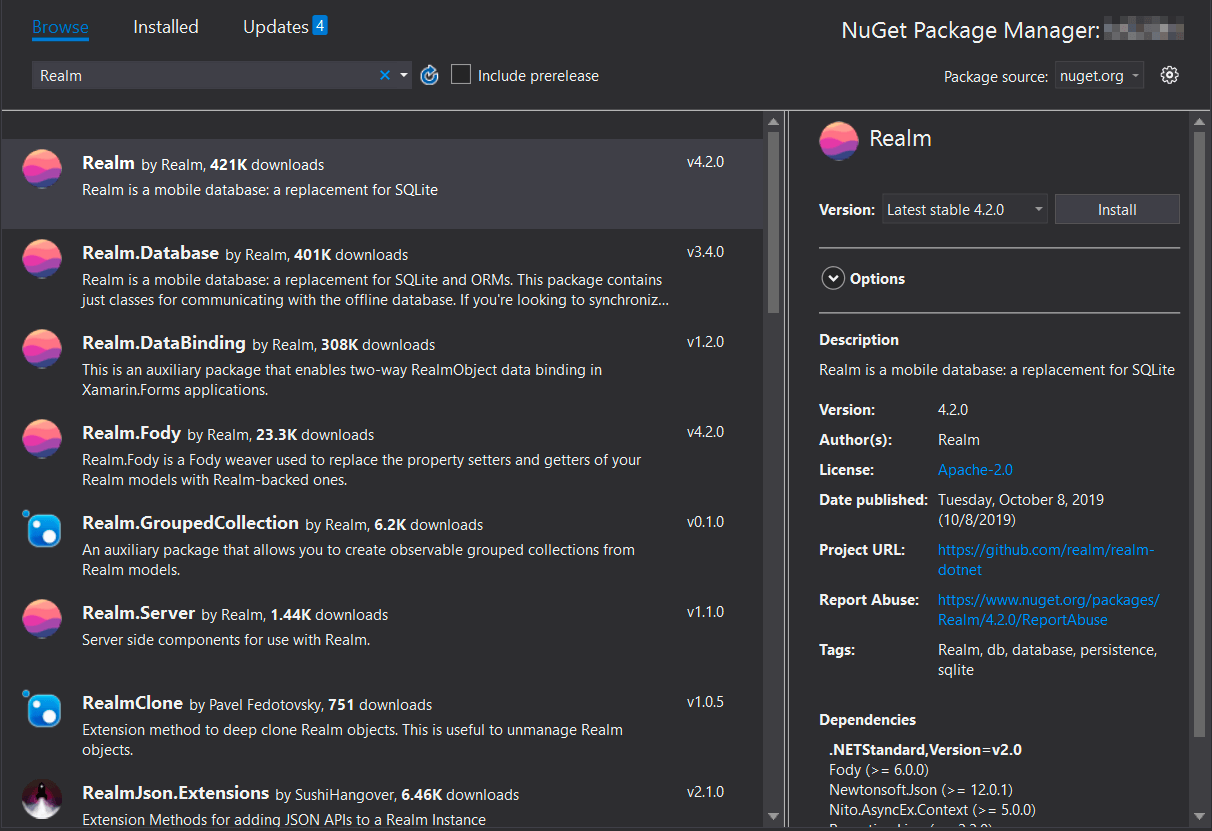 Browse Installed Updates 4
NuGet Package Manager:
Realm
Include prerelease
Package source: nuget.org
Realm by Realm, 421K downloads v4.2.0
Realm is a mobile database: a replacement for SQLite
Realm.Database by Realm, 401K downloads v3.4.0
Realm is a mobile database: a replacement for SQLite and ORMs. This package contains
just classes for communicating with the offline database. If you're looking to synchroniz...
Realm.DataBinding by Realm, 308K downloads v1.2.0
This is an auxiliary package that enables two-way RealmObject data binding in
Xamarin.Forms applications.
Realm.Fody by Realm, 23.3K downloads v4.2.0
Realm.Fody is a Fody weaver used to replace the property setters and getters of your
Realm models with Realm-backed ones.
Realm.GroupedCollection by Realm, 6.2K downloads v0.1.0
An auxiliary package that allows you to create observable grouped collections from
Realm models.
Realm.Server by Realm, 1.44K downloads v1.1.0
Server side components for use with Realm.
RealmClone by Pavel Fedotovsky, 751 downloads v1.0.5
Extension method to deep clone Realm objects. This is useful to unmanage Realm
objects.
RealmJson.Extensions by SushiHangover, 6.46K downloads v2.1.0
Extension Methods for adding JSON APIs to a Realm Instance
Realm
Version: Latest stable 4.2.0 Install
Options
Description
Realm is a mobile database: a replacement for SQLite
Version: 4.2.0
Author(s): Realm
License: Apache-2.0
Date published: Tuesday, October 8, 2019
(10/8/2019)
Project URL: https://github.com/realm/realm-
dotnet
Report Abuse: https://www.nuget.org/packages/
Realm/4.2.0/ReportAbuse
Tags: Realm, db, database, persistence,
sqlite
Dependencies
.NETStandard,Version=v2.0
Fody (>= 6.0.0)
Newtonsoft.Json (>= 12.0.1)
Nito.AsyncEx.Context (>= 5.0.0)